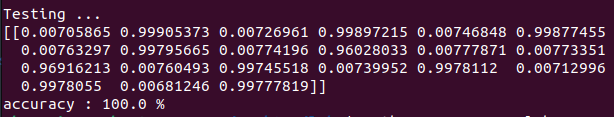 Testing ...
[[0.00705865 0.99905373 0.00726961 0.99897215 0.00746848 0.99877455
0.00763297 0.99795665 0.00774196 0.96028033 0.00777871 0.00773351
0.96916213 0.00760493 0.99745518 0.00739952 0.9978112 0.00712996
0.9978055 0.00681246 0.99777819]]
accuracy : 100.0 %